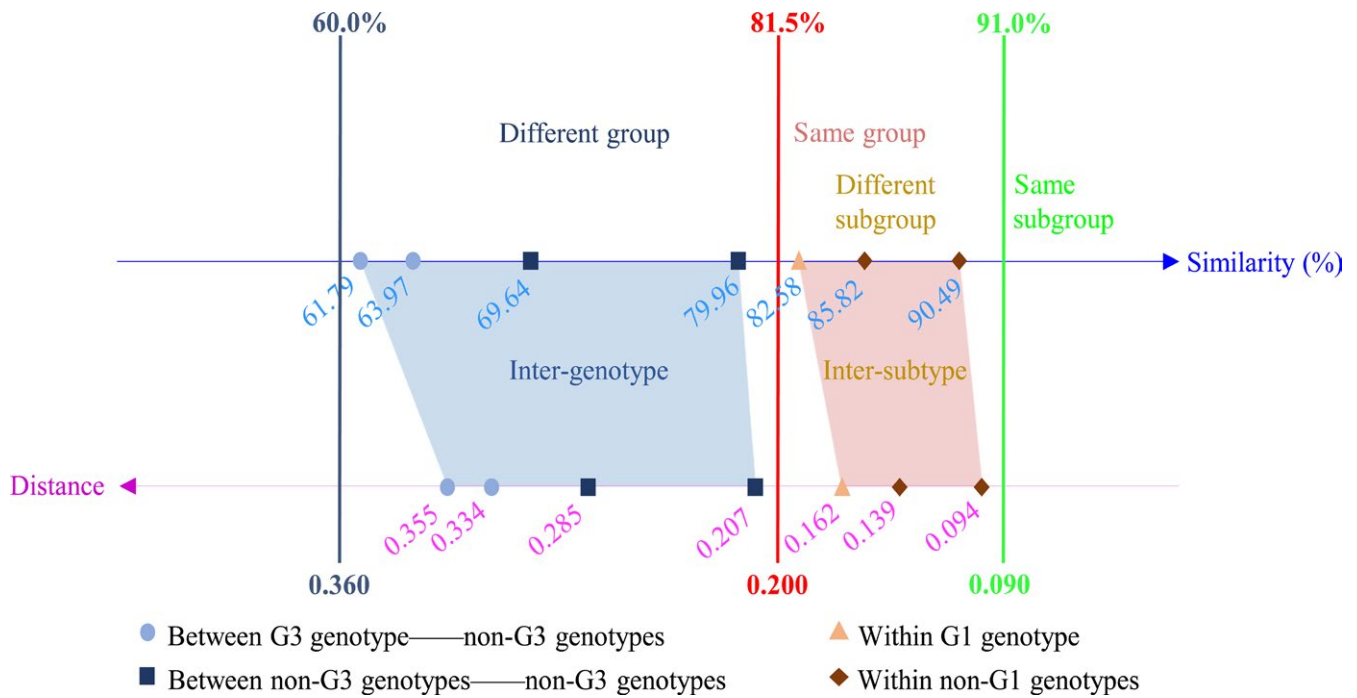 60.0% 81.5% 91.0%
Different group Same group
Different
subgroup
Same
subgroup
Similarity (%)
61.79 63.97 69.64 79.96 82.58 85.82 90.49
Inter-genotype Inter-subtype
Distance
0.355 0.334 0.285 0.207 0.162 0.139 0.094
0.360 0.200 0.090
Between G3 genotype——non-G3 genotypes Within G1 genotype
Between non-G3 genotypes——non-G3 genotypes Within non-G1 genotypes